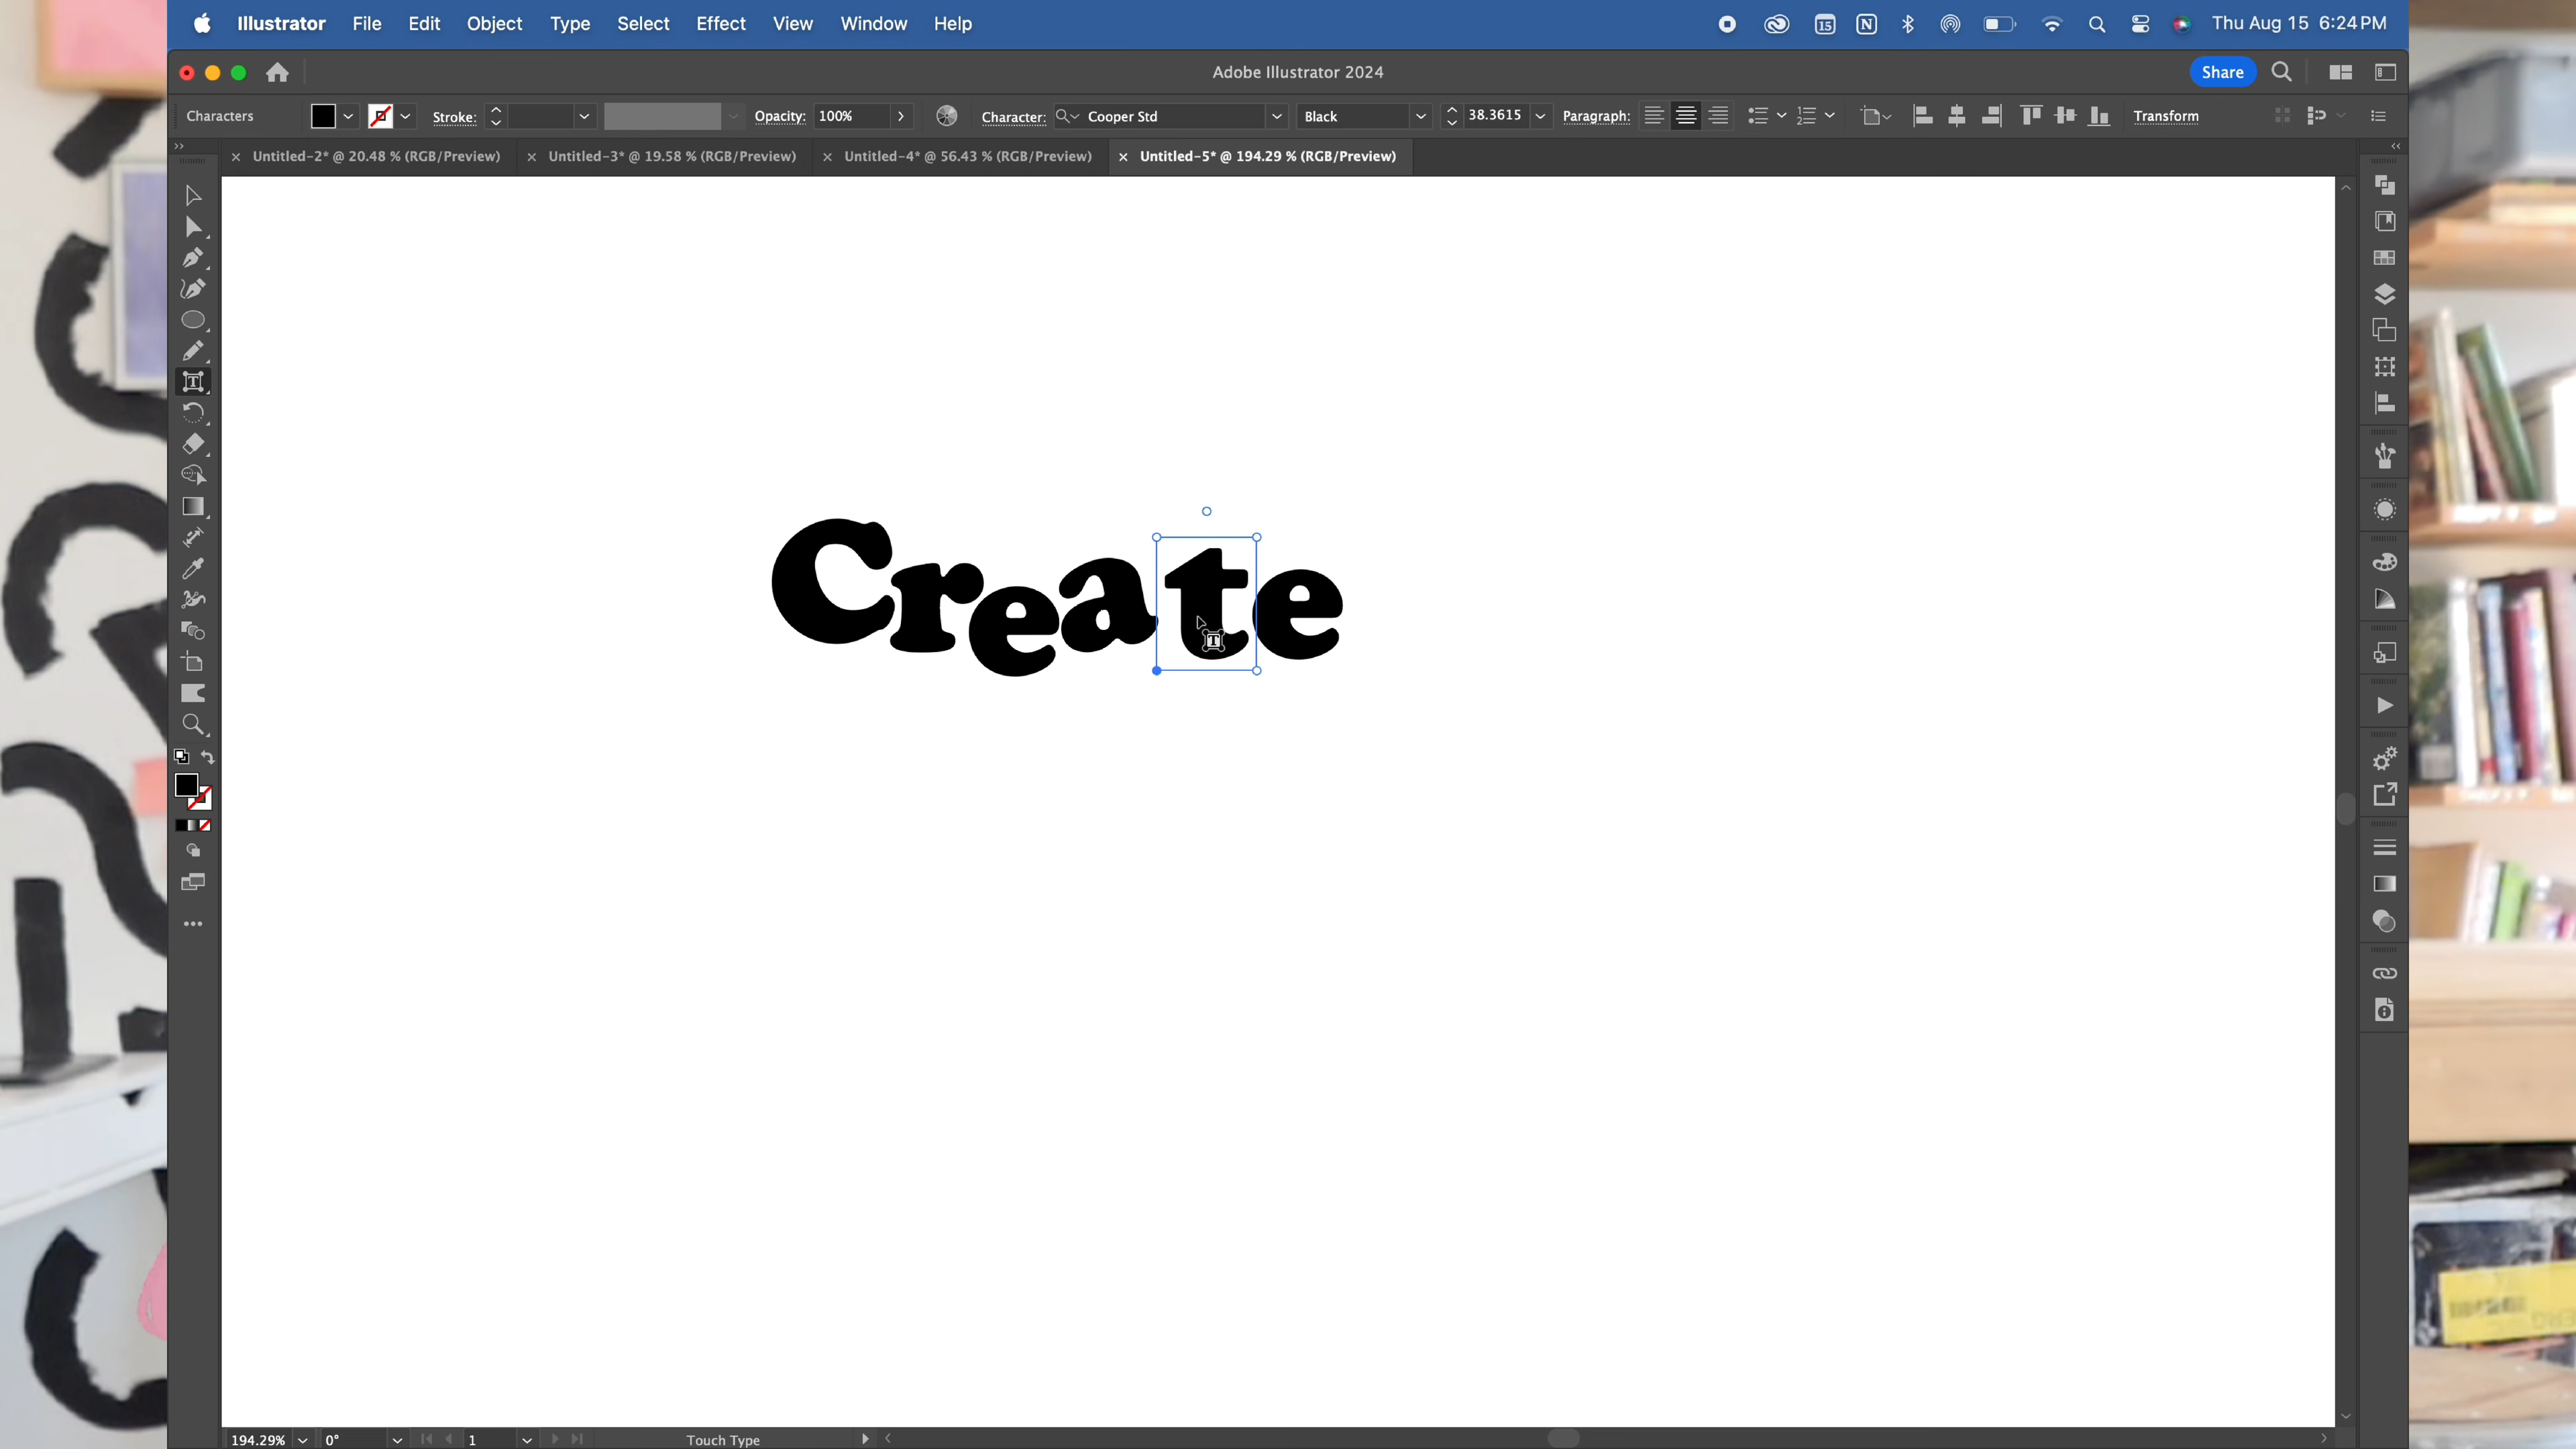 Illustrator File Edit Object Type Select Effect View Window Help 15 Thu Aug 15 6:24 PM
Adobe Illustrator 2024 Share
Characters Stroke: Opacity: 100% Character: Cooper Std Black 38.3615 Paragraph: Transform
Untitled-2* @ 20.48 % (RGB/Preview) Untitled-3* @ 19.58 % (RGB/Preview) Untitled-4* @ 56.43 % (RGB/Preview) Untitled-5* @ 194.29 % (RGB/Preview)
Create
194.29% 0° 1 Touch Type